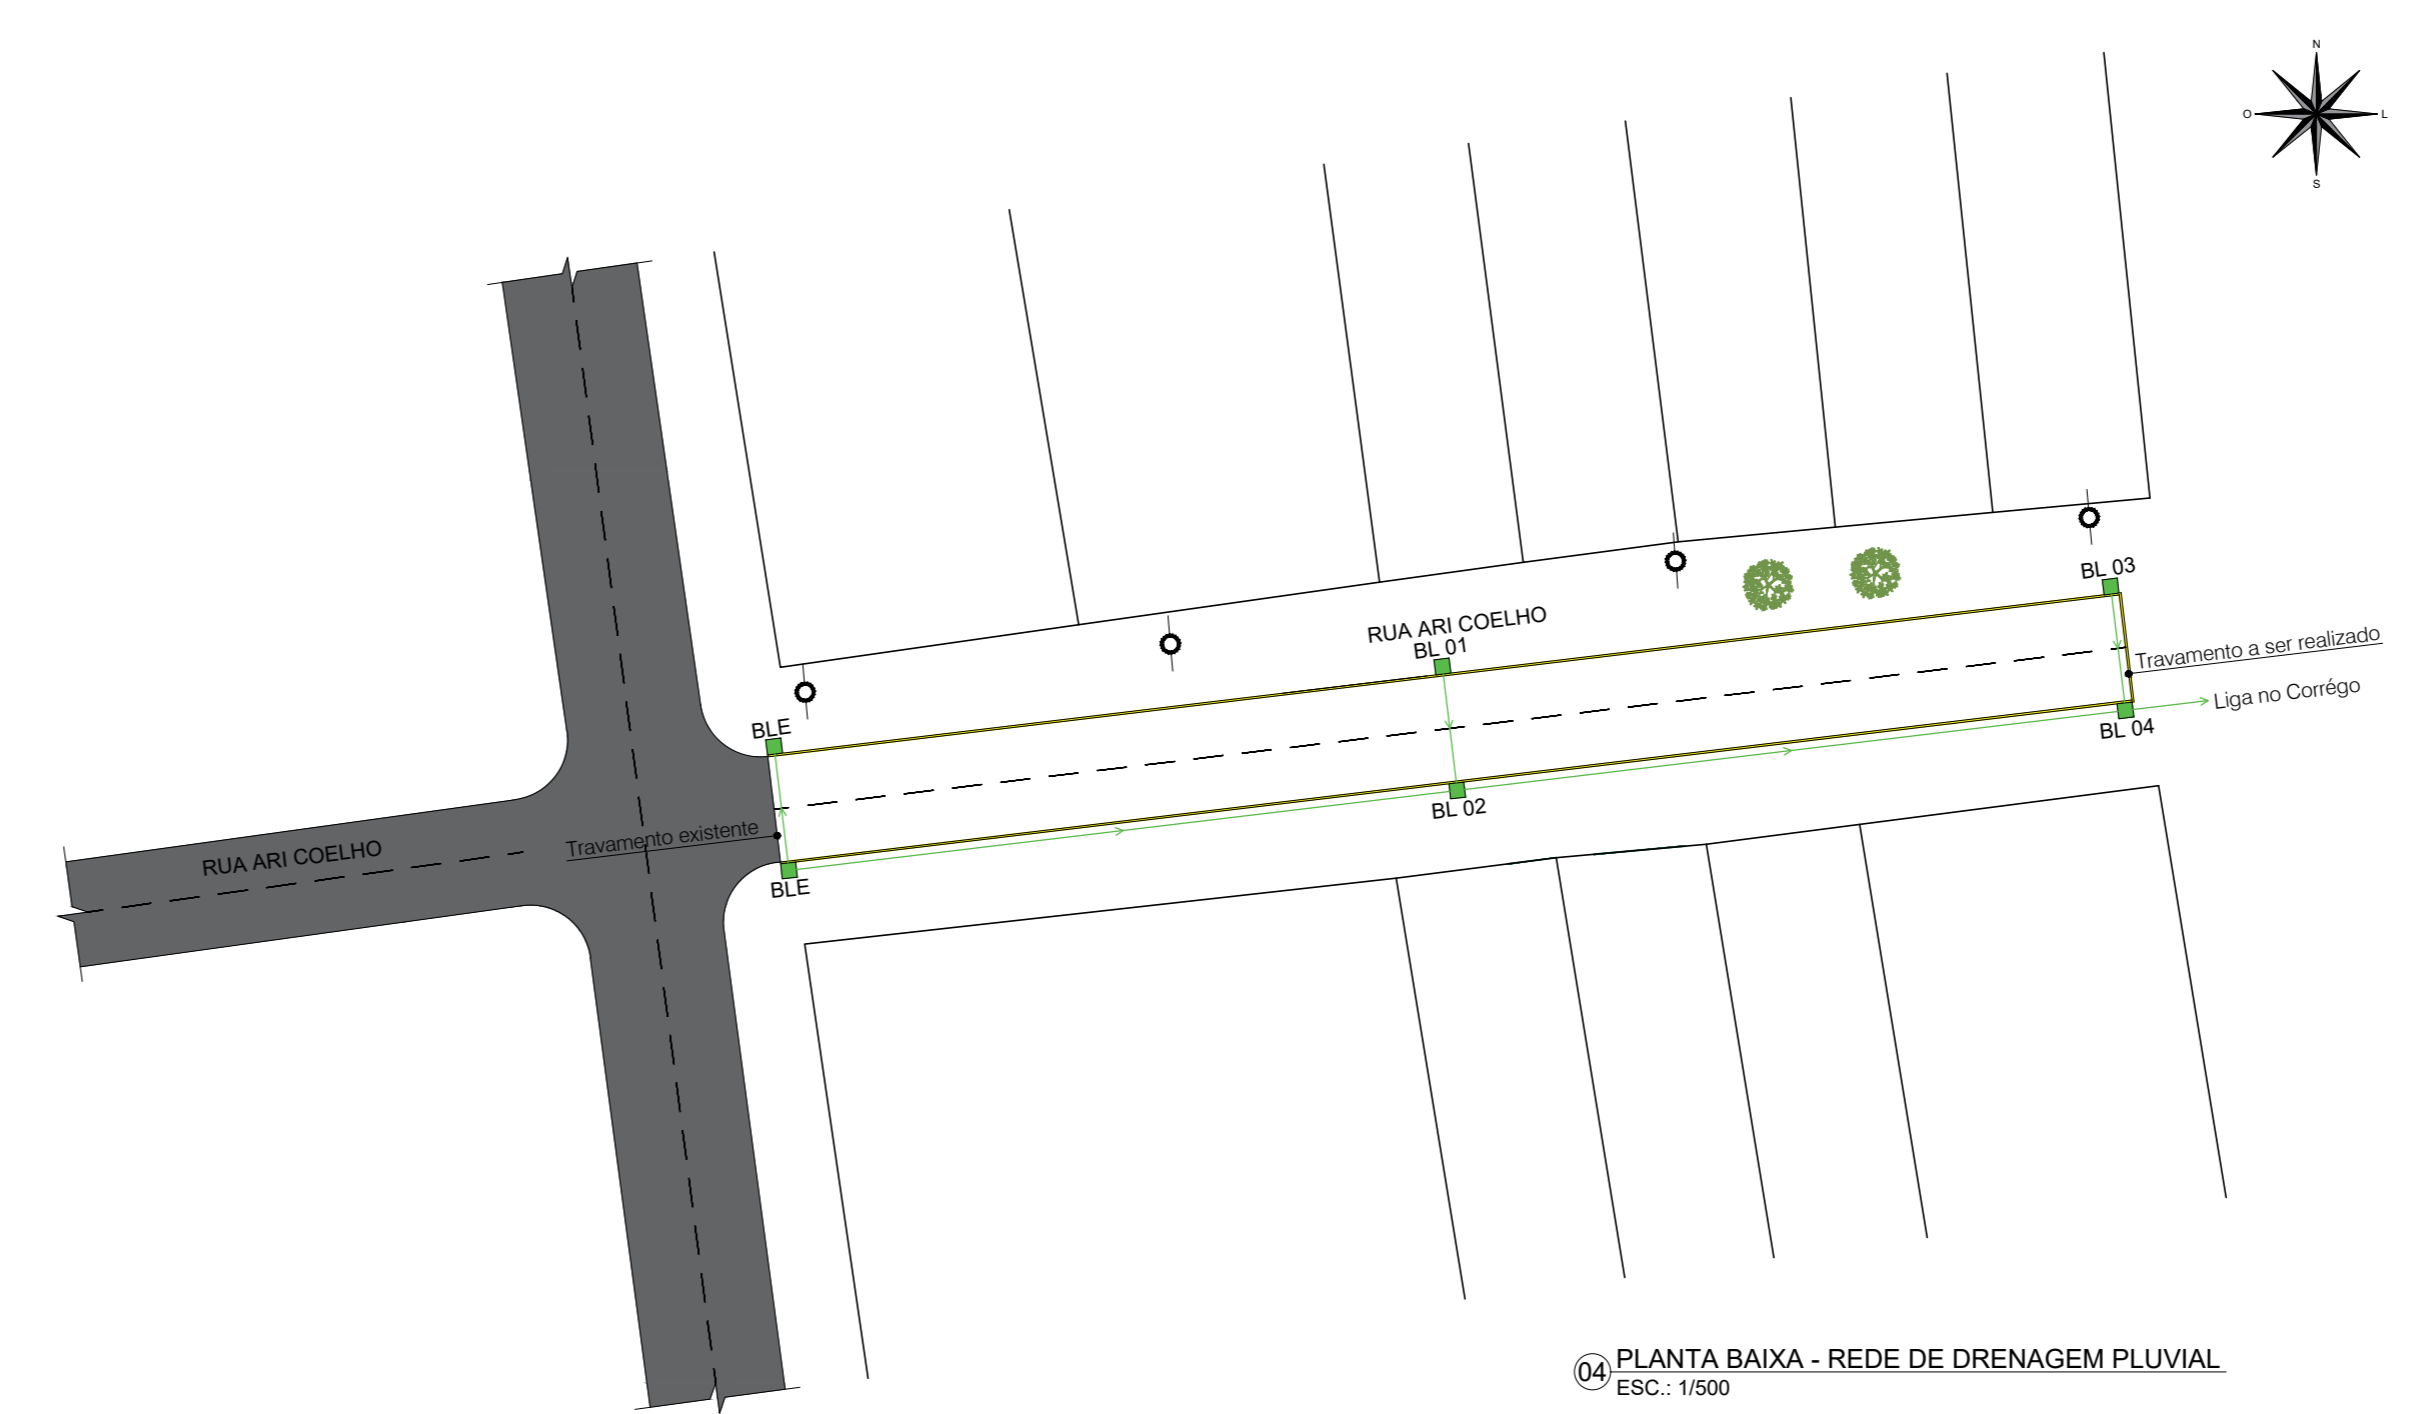 N
O
L
S
BL 03
RUA ARI COELHO
BL 01
Travamento a ser realizado
Liga no Corrégo
BLE
BL 04
BL 02
Travamento existente
RUA ARI COELHO
BLE
04
PLANTA BAIXA - REDE DE DRENAGEM PLUVIAL
ESC.: 1/500